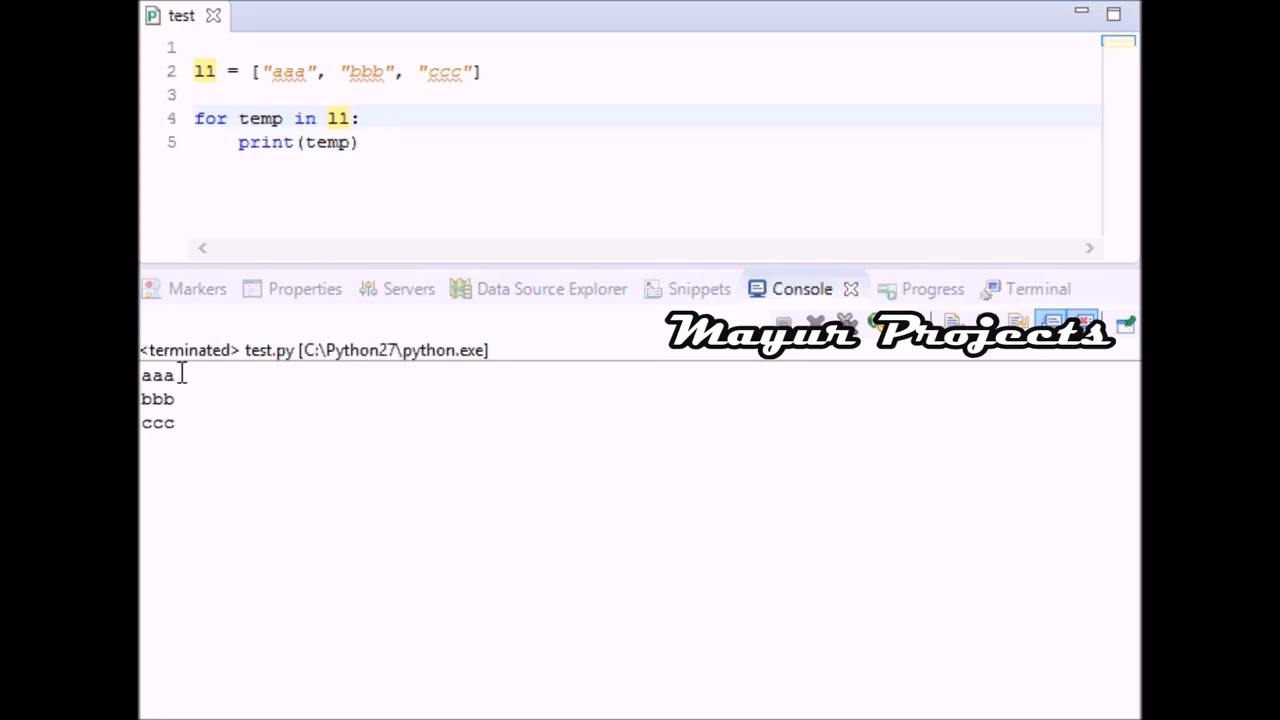 test
1
2 l1 = ["aaa", "bbb", "ccc"]
3
4 for temp in l1:
5 print(temp)
Markers Properties Servers Data Source Explorer Snippets Console Progress Terminal
Mayur Projects
<terminated> test.py [C:\Python27\python.exe]
aaa
bbb
ccc